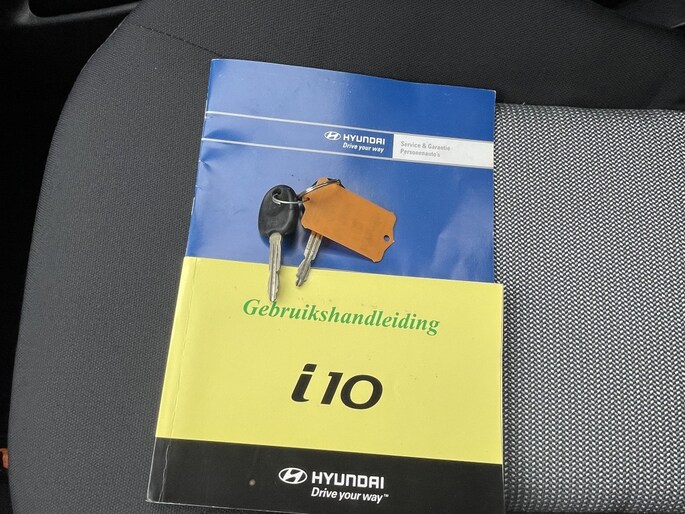 HYUNDAI
Drive your way
Service & Garantie
Personenauto's
Gebruikshandleiding
i10
HYUNDAI
Drive your way™